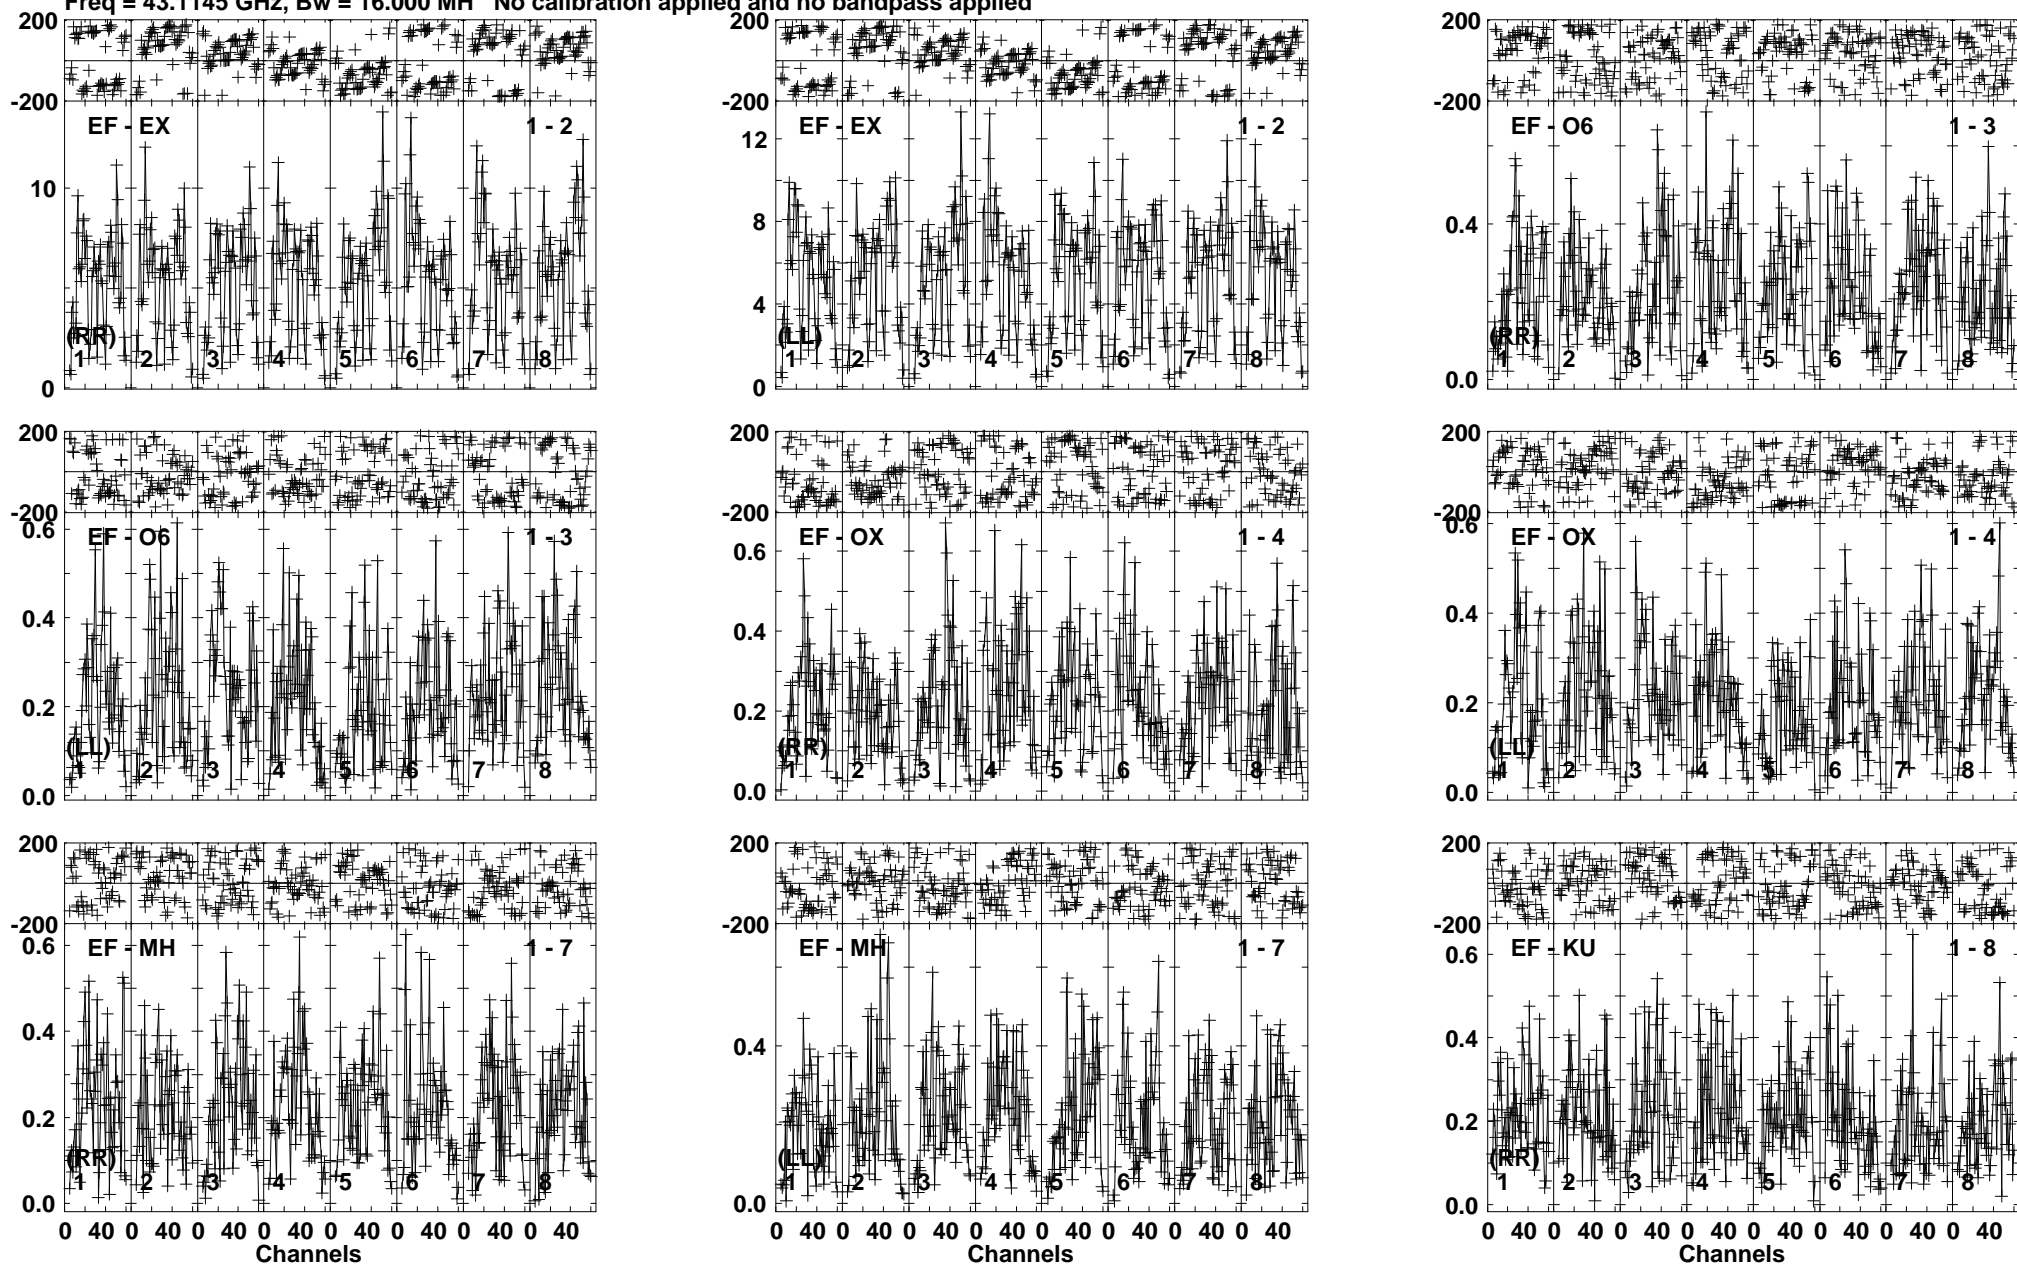 Freq = 43.1145 GHz, Bw = 16.000 MH No calibration applied and no bandpass applied
200
-200
EF - EX 1 - 2
10
0
(RR)
1 2 3 4 5 6 7 8
200
-200
EF - EX 1 - 2
12
8
4
0
(LL)
1 2 3 4 5 6 7 8
200
-200
EF - O6 1 - 3
0.4
0.0
(RR)
1 2 3 4 5 6 7 8
200
-200
EF - O6 1 - 3
0.6
0.4
0.2
0.0
(LL)
1 2 3 4 5 6 7 8
200
-200
EF - OX 1 - 4
0.6
0.4
0.2
0.0
(RR)
1 2 3 4 5 6 7 8
200
-200
EF - OX 1 - 4
0.6
0.4
0.2
0.0
(LL)
1 2 3 4 5 6 7 8
200
-200
EF - MH 1 - 7
0.6
0.4
0.2
0.0
(RR)
1 2 3 4 5 6 7 8
0 40 0 40 0 40 0 40 0 40 0 40 0 40 0 40
Channels
200
-200
EF - MH 1 - 7
0.4
0.0
(LL)
1 2 3 4 5 6 7 8
0 40 0 40 0 40 0 40 0 40 0 40 0 40 0 40
Channels
200
-200
EF - KU 1 - 8
0.6
0.4
0.2
0.0
(RR)
1 2 3 4 5 6 7 8
0 40 0 40 0 40 0 40 0 40 0 40 0 40 0 40
Channels